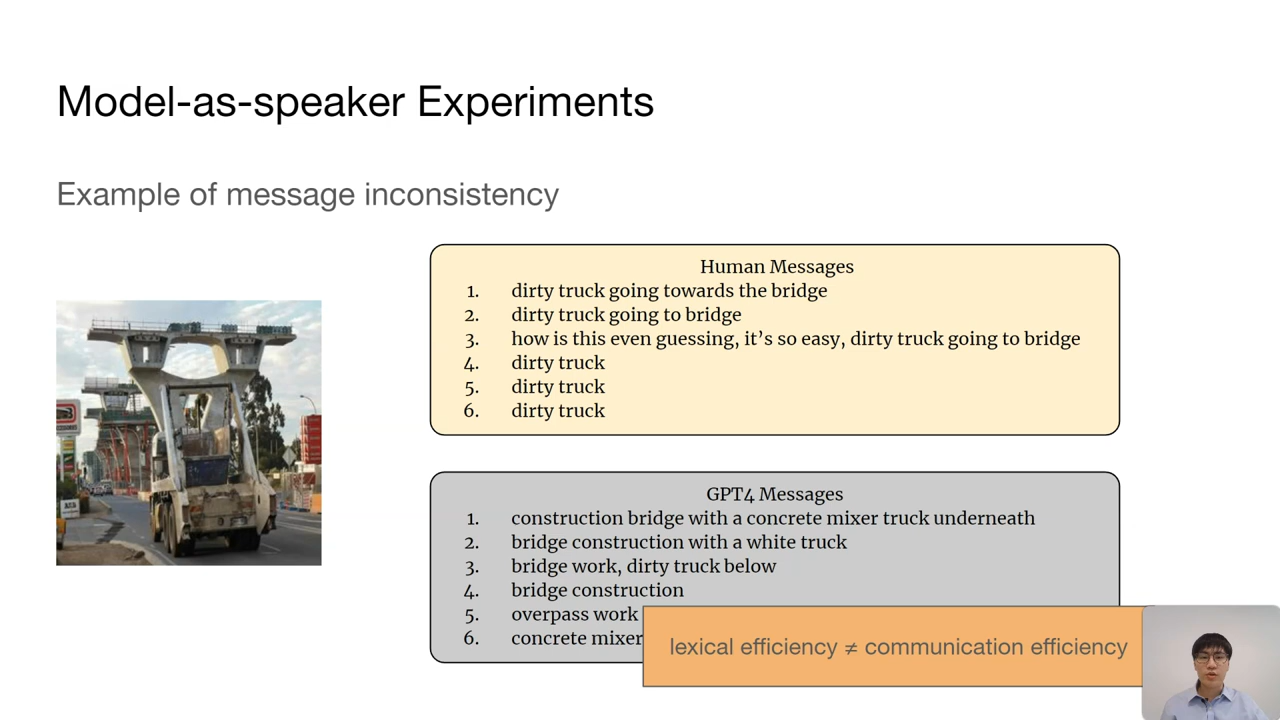 Model-as-speaker Experiments
Example of message inconsistency
Human Messages
1. dirty truck going towards the bridge
2. dirty truck going to bridge
3. how is this even guessing, it’s so easy, dirty truck going to bridge
4. dirty truck
5. dirty truck
6. dirty truck
GPT4 Messages
1. construction bridge with a concrete mixer truck underneath
2. bridge construction with a white truck
3. bridge work, dirty truck below
4. bridge construction
5. overpass work
6. concrete mixer
lexical efficiency ≠ communication efficiency